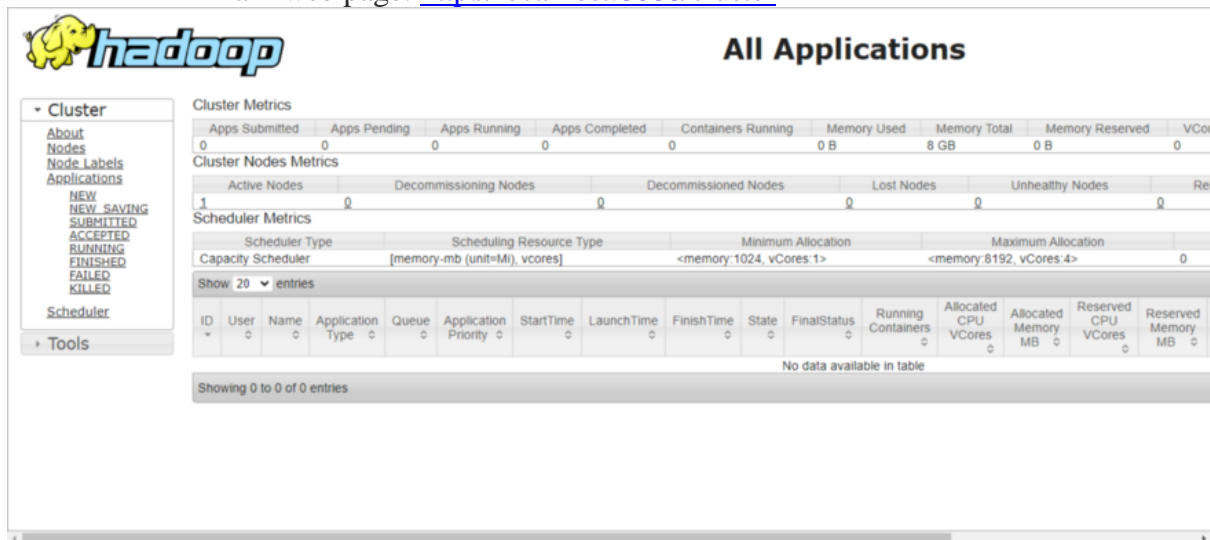 web page:
hadoop
All Applications
Cluster
About
Nodes
Node Labels
Applications
NEW
NEW_SAVING
SUBMITTED
ACCEPTED
RUNNING
FINISHED
FAILED
KILLED
Scheduler
Tools
Cluster Metrics
Apps Submitted Apps Pending Apps Running Apps Completed Containers Running Memory Used Memory Total Memory Reserved
0 0 0 0 0 0 B 8 GB 0 B 0
Cluster Nodes Metrics
Active Nodes Decommissioning Nodes Decommissioned Nodes Lost Nodes Unhealthy Nodes
1 0 0 0 0 0
Scheduler Metrics
Scheduler Type Scheduling Resource Type Minimum Allocation Maximum Allocation
Capacity Scheduler [memory-mb (unit=Mi), vcores] <memory:1024, vCores:1> <memory:8192, vCores:4> 0
Show 20 entries
ID User Name Application Type Queue Application Priority StartTime LaunchTime FinishTime State FinalStatus Running Containers Allocated CPU VCores Allocated Memory MB Reserved CPU VCores Reserved Memory MB
No data available in table
Showing 0 to 0 of 0 entries